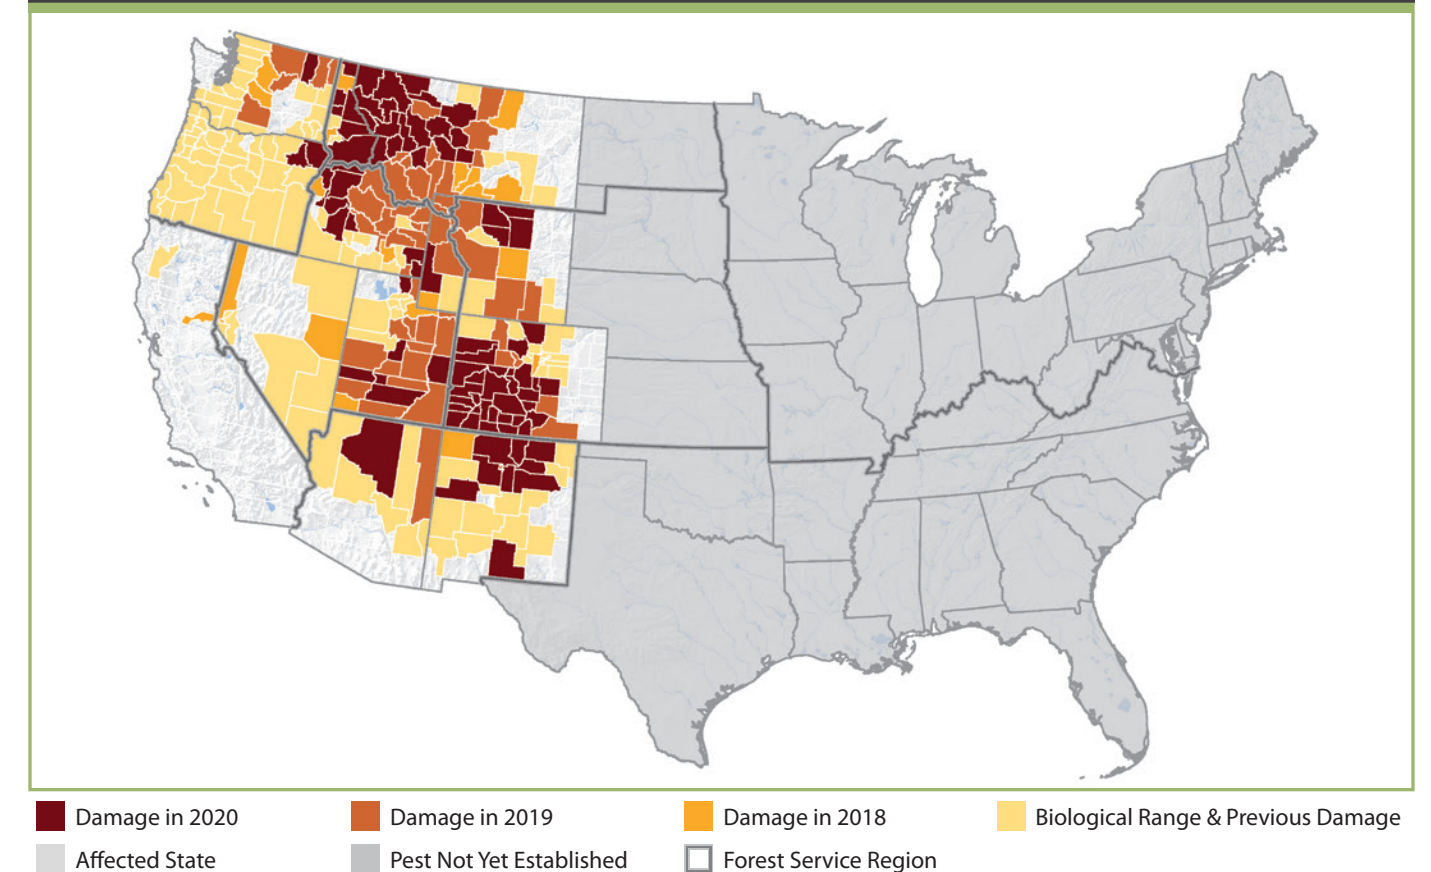 Damage in 2020
Damage in 2019
Damage in 2018
Biological Range & Previous Damage
Affected State
Pest Not Yet Established
Forest Service Region